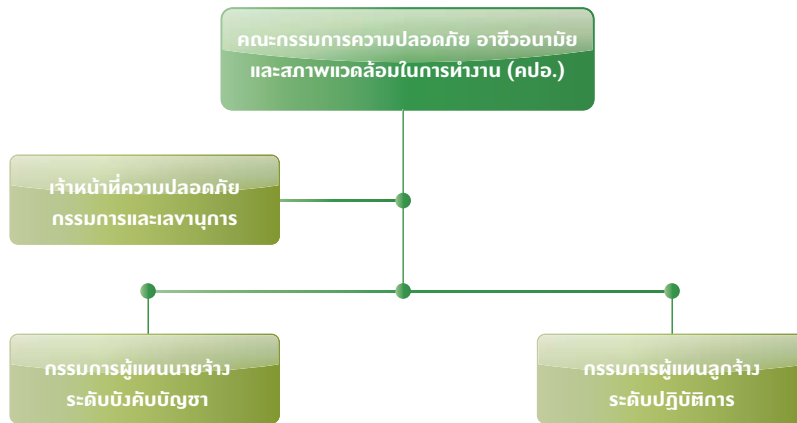 คณะกรรมการความปลอดภัย อาชีวอนามัย
และสภาพแวดล้อมในการทำงาน (คปอ.)
เจ้าหน้าที่ความปลอดภัย
กรรมการและเลขานุการ
กรรมการผู้แทนนายจ้าง
ระดับบังคับบัญชา
กรรมการผู้แทนลูกจ้าง
ระดับปฏิบัติการ